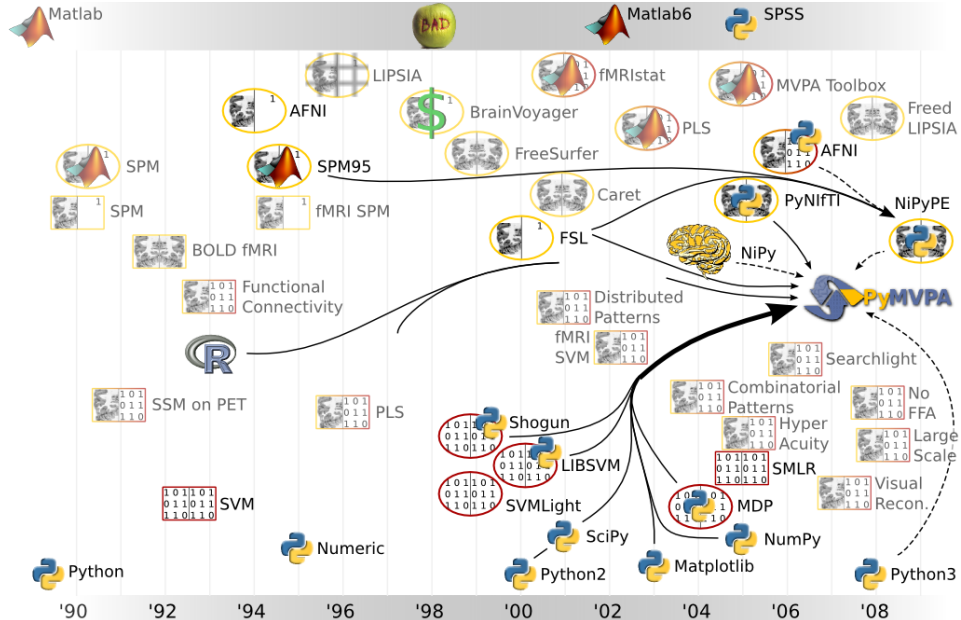 Matlab
BAD
Matlab6
SPSS
LIPSIA
fMRIstat
MVPA Toolbox
AFNI
BrainVoyager
Freed
LIPSIA
PLS
FreeSurfer
AFNI
SPM
SPM95
Caret
PyNIfTI
NiPyPE
SPM
fMRI SPM
FSL
BOLD fMRI
NiPy
Functional
Connectivity
Distributed
Patterns
PyMVPA
fMRI
SVM
R
Searchlight
SSM on PET
PLS
Combinatorial
Patterns
No
FFA
Shogun
Hyper
Acuity
Large
Scale
LIBSVM
SMLR
SVM
SVMLight
MDP
Visual
Recon.
SciPy
NumPy
Numeric
Python
Python2
Matplotlib
Python3
'90 '92 '94 '96 '98 '00 '02 '04 '06 '08